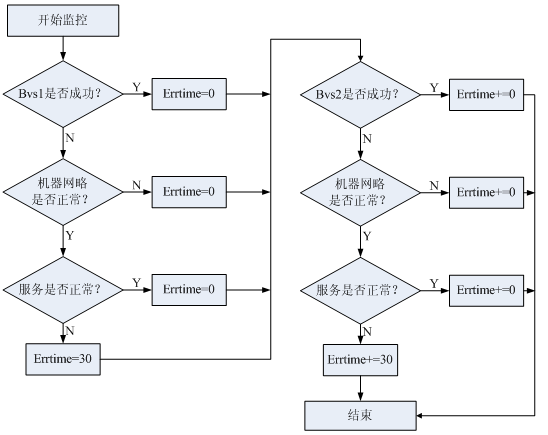 开始监控
Bvs1是否成功?
Y
Errtime=0
N
机器网略
是否正常?
N
Errtime=0
Y
服务是否正常?
Y
Errtime=0
N
Errtime=30
Bvs2是否成功?
Y
Errtime+=0
N
机器网略
是否正常?
N
Errtime+=0
Y
服务是否正常?
Y
Errtime+=0
N
Errtime+=30
结束